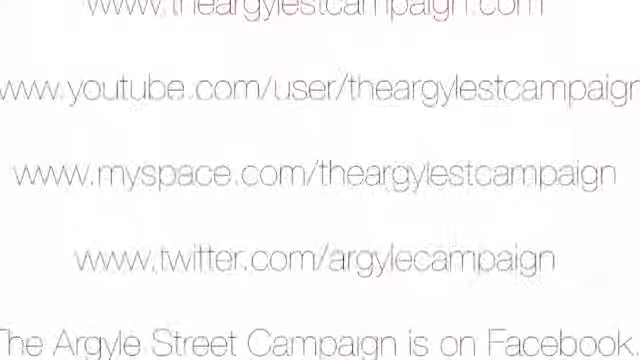 www.theargylestcampaign.com
www.youtube.com/user/theargylestcampaign
www.myspace.com/theargylestcampaign
www.twitter.com/argylecampaign
The Argyle Street Campaign is on Facebook.